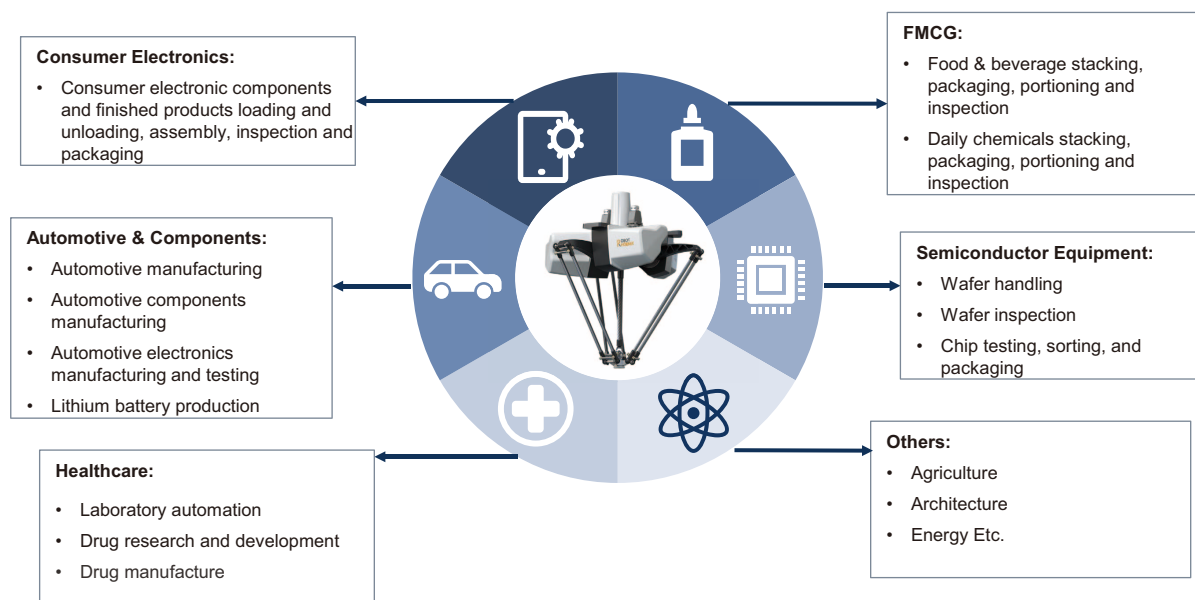 Consumer Electronics:
• Consumer electronic components
and finished products loading and
unloading, assembly, inspection and
packaging
FMCG:
• Food & beverage stacking,
packaging, portioning and
inspection
• Daily chemicals stacking,
packaging, portioning and
inspection
Automotive & Components:
• Automotive manufacturing
• Automotive components
manufacturing
• Automotive electronics
manufacturing and testing
• Lithium battery production
Semiconductor Equipment:
• Wafer handling
• Wafer inspection
• Chip testing, sorting, and
packaging
Healthcare:
• Laboratory automation
• Drug research and development
• Drug manufacture
Others:
• Agriculture
• Architecture
• Energy Etc.